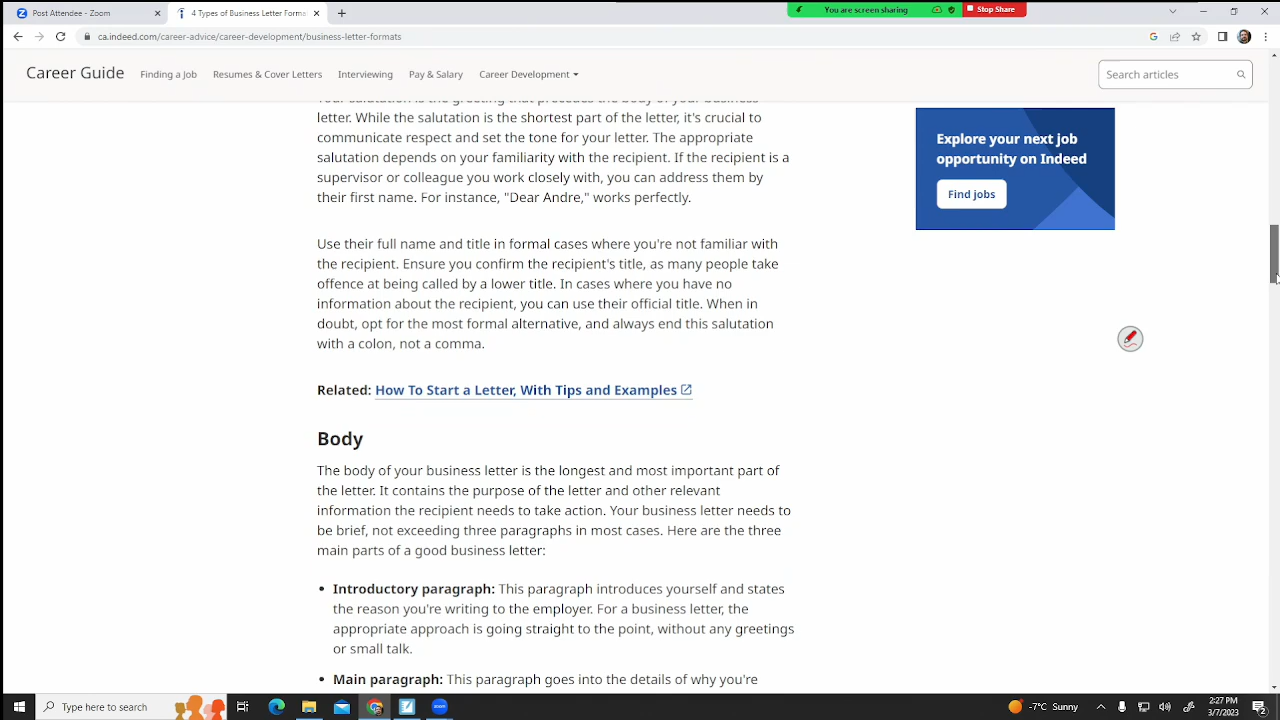 Post Attendee - Zoom
4 Types of Business Letter Forma
You are screen sharing
Stop Share
ca.indeed.com/career-advice/career-development/business-letter-formats
Career Guide
Finding a Job
Resumes & Cover Letters
Interviewing
Pay & Salary
Career Development
Search articles
Your salutation is the greeting that precedes the body of your business
letter. While the salutation is the shortest part of the letter, it's crucial to
communicate respect and set the tone for your letter. The appropriate
salutation depends on your familiarity with the recipient. If the recipient is a
supervisor or colleague you work closely with, you can address them by
their first name. For instance, "Dear Andre," works perfectly.
Explore your next job
opportunity on Indeed
Find jobs
Use their full name and title in formal cases where you're not familiar with
the recipient. Ensure you confirm the recipient's title, as many people take
offence at being called by a lower title. In cases where you have no
information about the recipient, you can use their official title. When in
doubt, opt for the most formal alternative, and always end this salutation
with a colon, not a comma.
Related: How To Start a Letter, With Tips and Examples
Body
The body of your business letter is the longest and most important part of
the letter. It contains the purpose of the letter and other relevant
information the recipient needs to take action. Your business letter needs to
be brief, not exceeding three paragraphs in most cases. Here are the three
main parts of a good business letter:
• Introductory paragraph: This paragraph introduces yourself and states
the reason you're writing to the employer. For a business letter, the
appropriate approach is going straight to the point, without any greetings
or small talk.
• Main paragraph: This paragraph goes into the details of why you're
Type here to search
zoom
-7°C Sunny
2:27 PM
3/7/2023
2